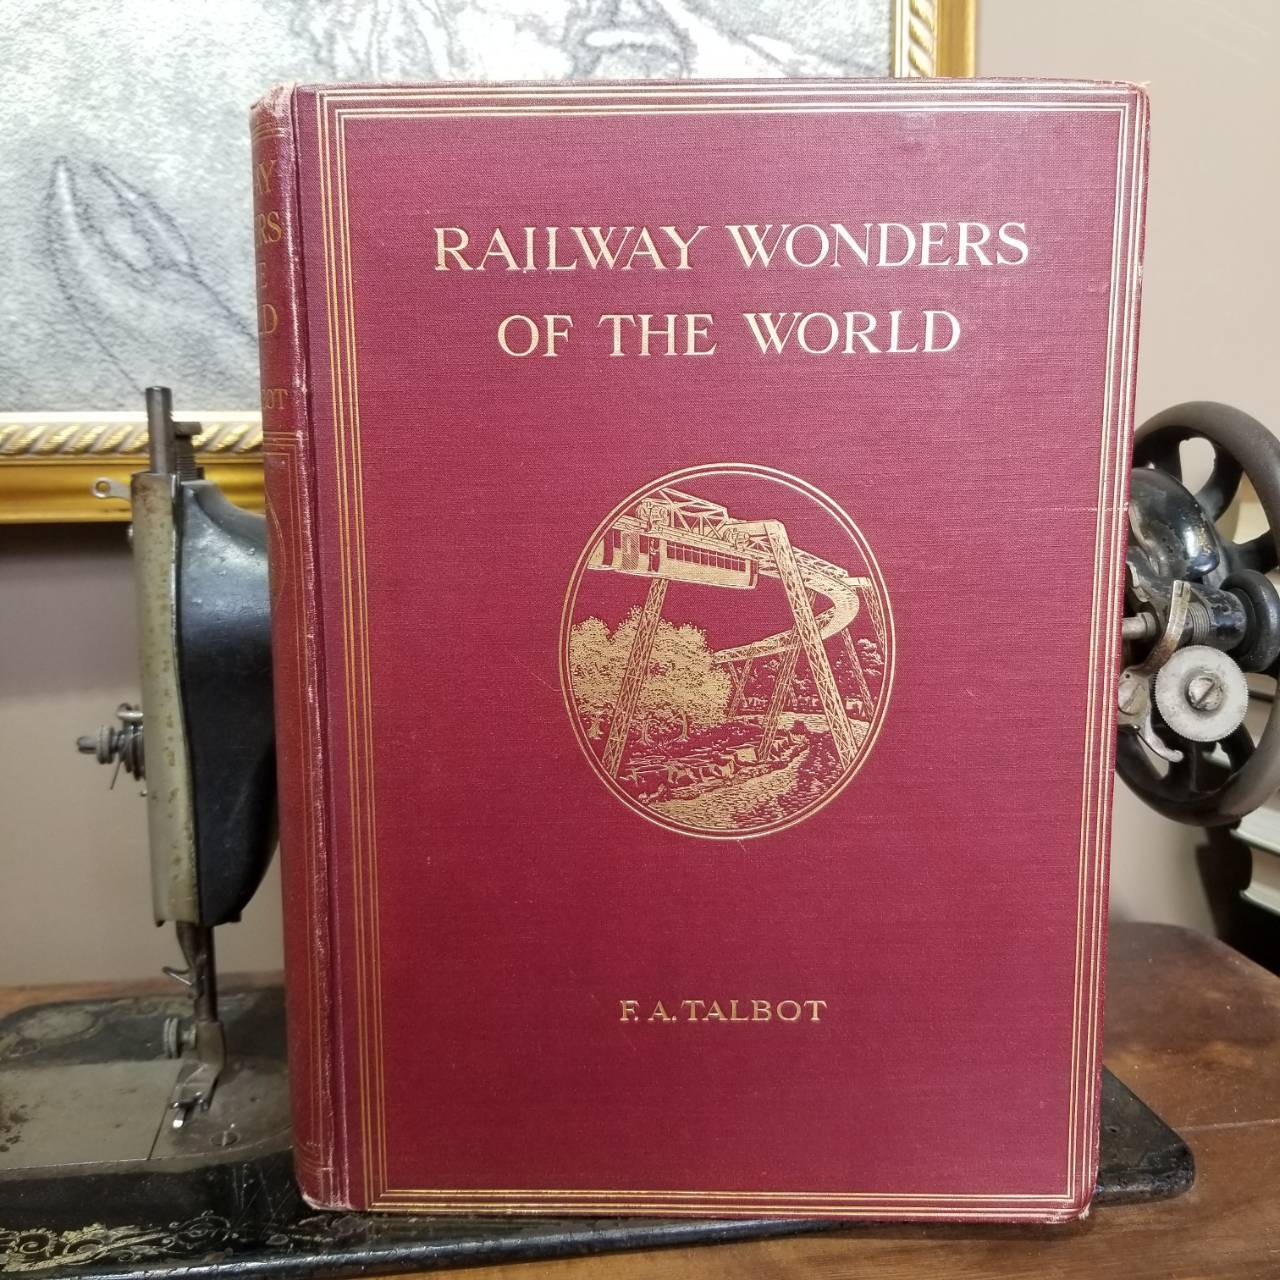 RAILWAY WONDERS
OF THE WORLD
F. A. TALBOT